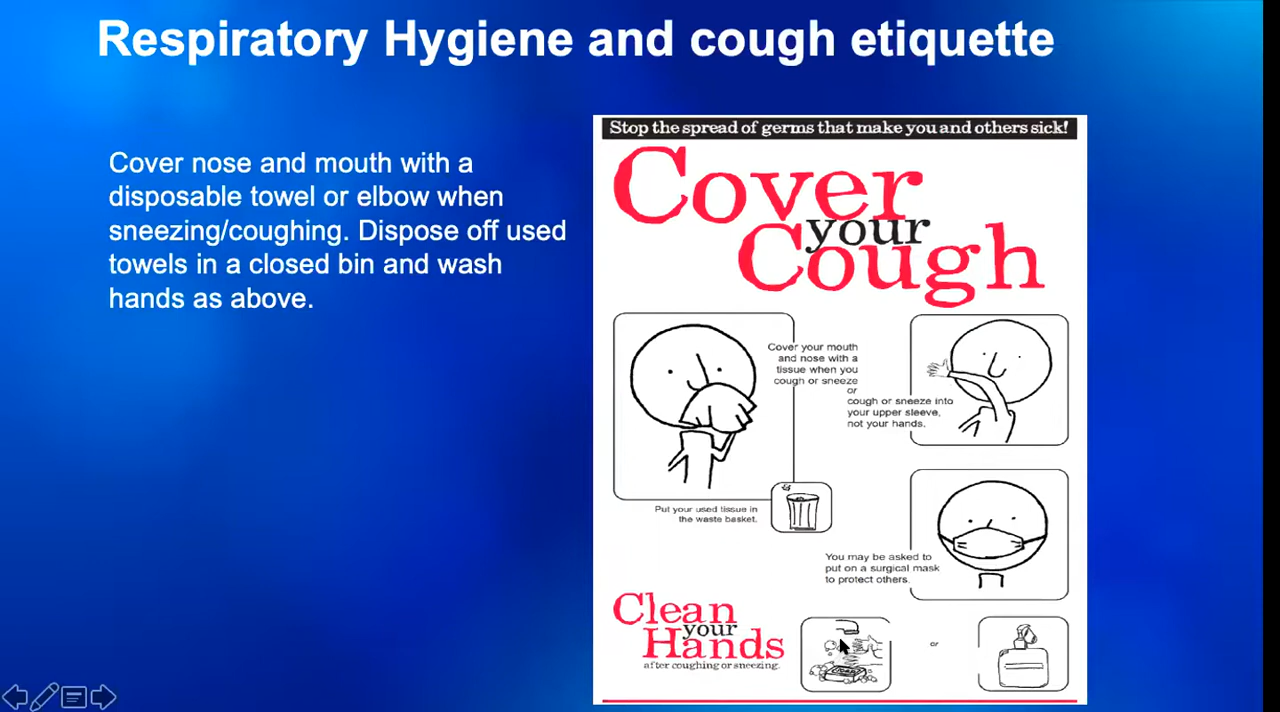 Respiratory Hygiene and cough etiquette
Cover nose and mouth with a
disposable towel or elbow when
sneezing/coughing. Dispose off used
towels in a closed bin and wash
hands as above.
Stop the spread of germs that make you and others sick!
Cover
your
Cough
Cover your mouth
and nose with a
tissue when you
cough or sneeze
or
cough or sneeze into
your upper sleeve,
not your hands.
Put your used tissue in
the waste basket.
You may be asked to
put on a surgical mask
to protect others.
Clean
your
Hands
after coughing or sneezing.
or